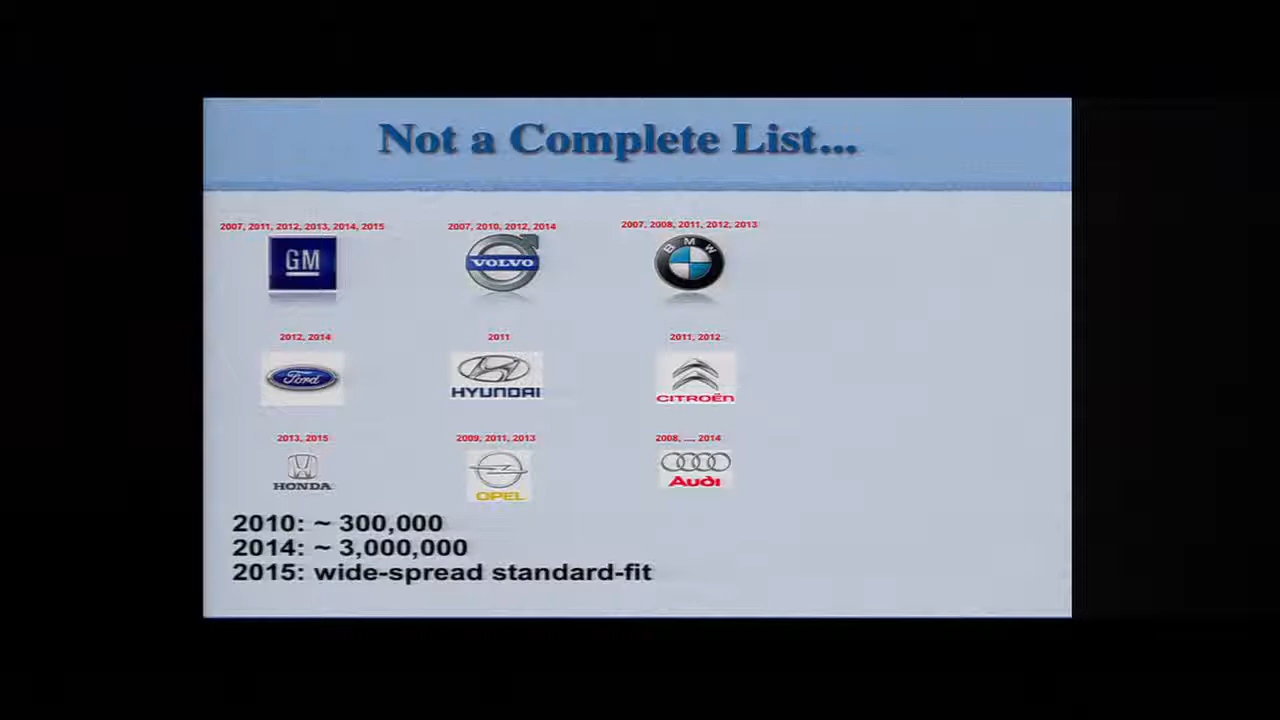 Not a Complete List...
2007, 2011, 2012, 2013, 2014, 2015
2007, 2010, 2012, 2014
2007, 2008, 2011, 2012, 2013
GM
VOLVO
BMW
2012, 2014
2011
2011, 2012
Ford
HYUNDAI
CITROËN
2013, 2015
2009, 2011, 2013
2008, ..., 2014
HONDA
OPEL
Audi
2010: ~ 300,000
2014: ~ 3,000,000
2015: wide-spread standard-fit